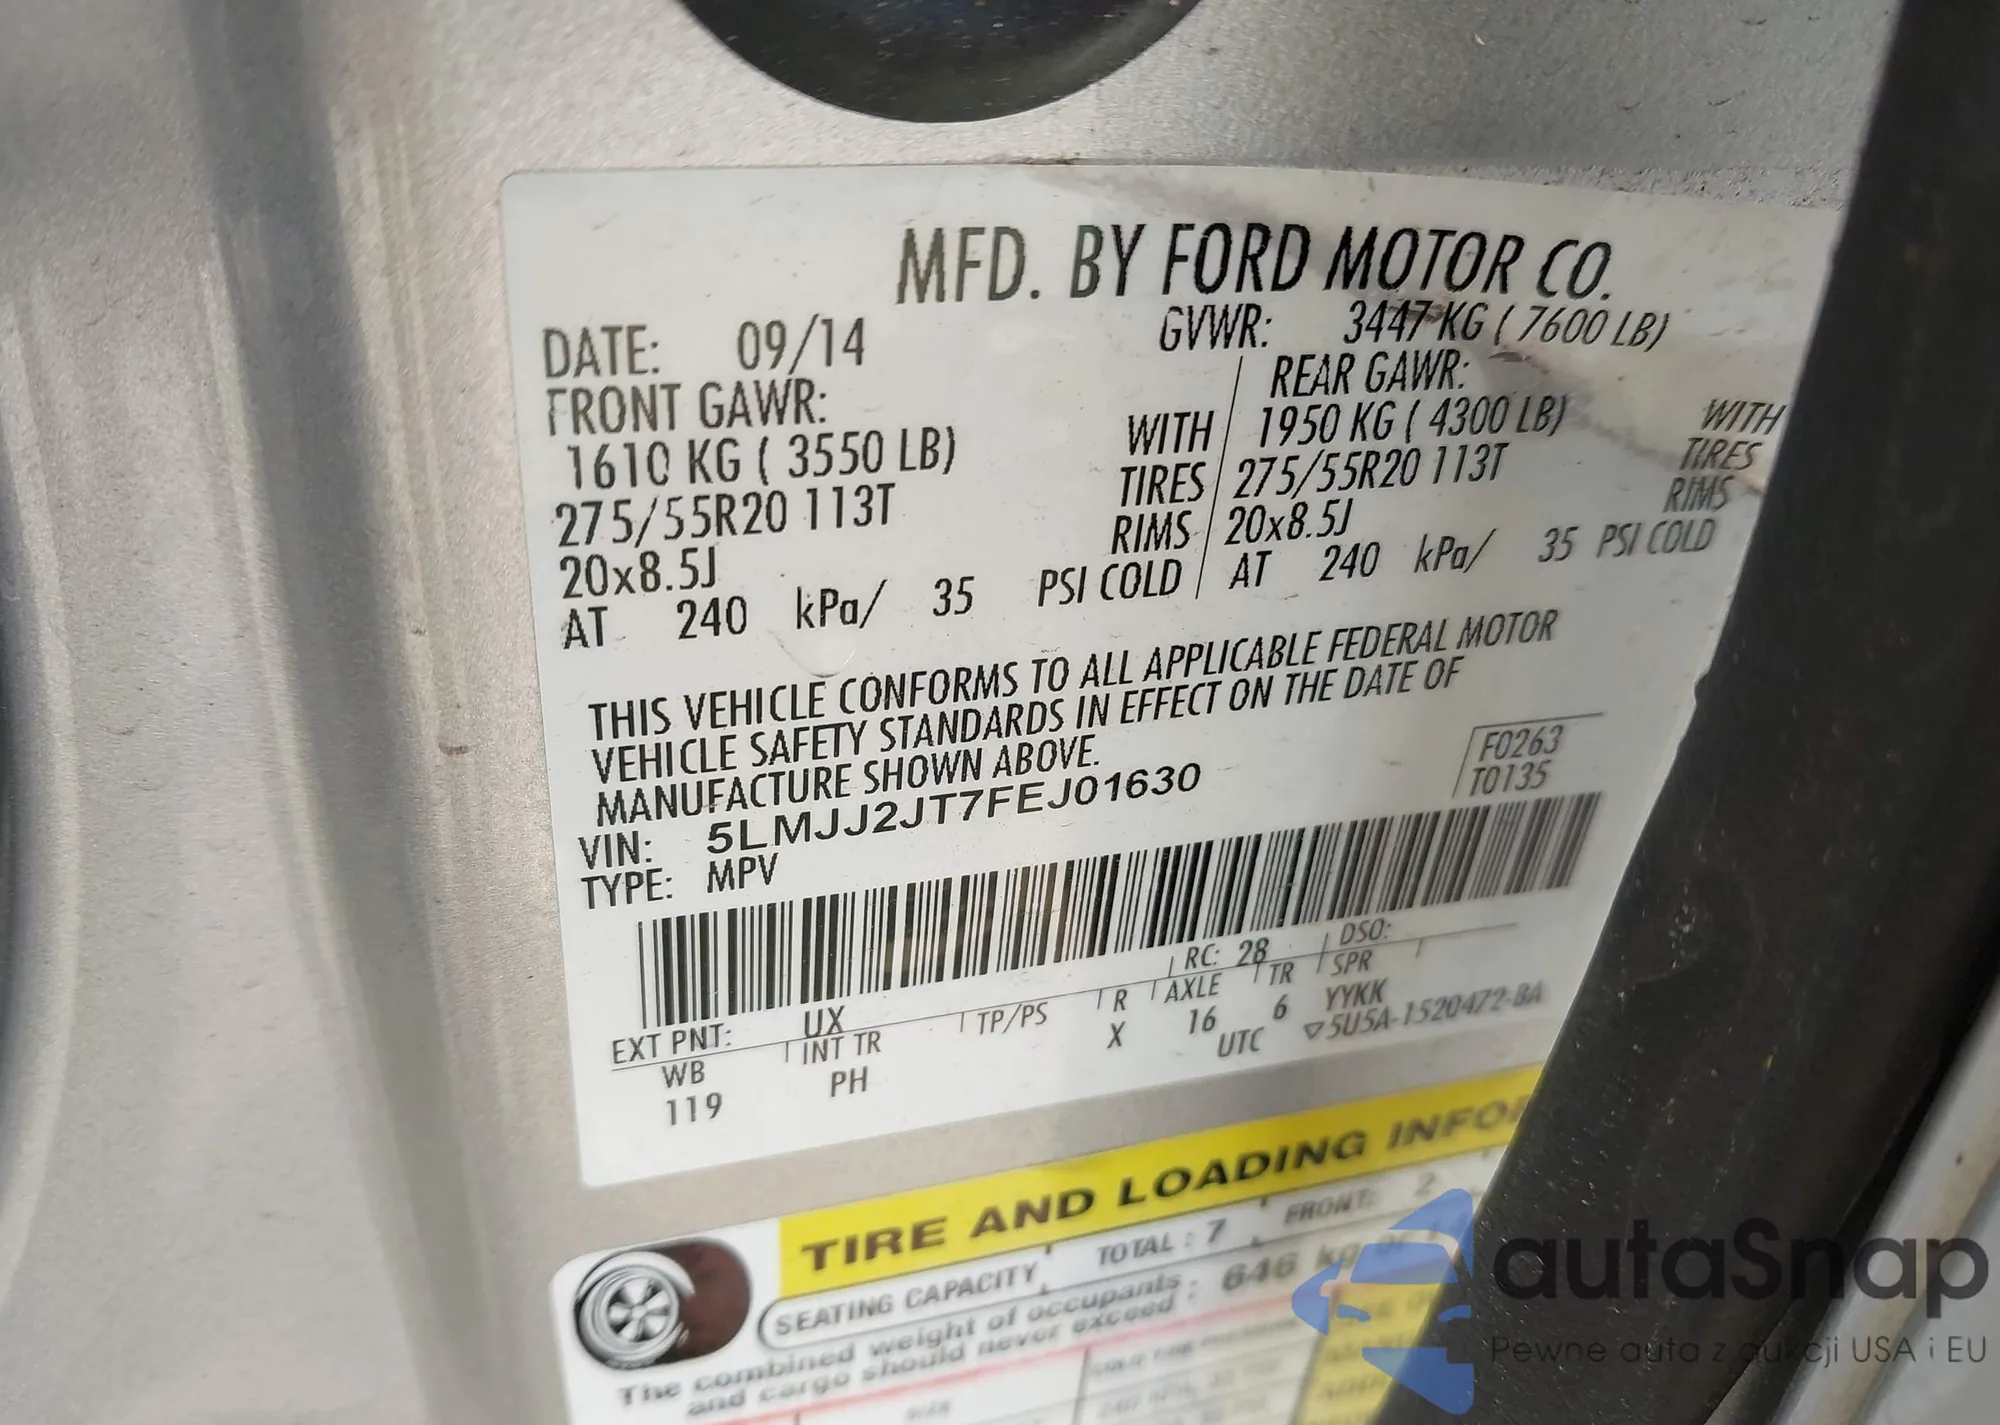 MFD. BY FORD MOTOR CO.
DATE: 09/14 GVWR: 3447 KG ( 7600 LB)
FRONT GAWR: REAR GAWR:
1610 KG ( 3550 LB) WITH 1950 KG ( 4300 LB) WITH
275/55R20 113T TIRES 275/55R20 113T TIRES
20x8.5J RIMS 20x8.5J RIMS
AT 240 kPa/ 35 PSI COLD AT 240 kPa/ 35 PSI COLD
THIS VEHICLE CONFORMS TO ALL APPLICABLE FEDERAL MOTOR
VEHICLE SAFETY STANDARDS IN EFFECT ON THE DATE OF
MANUFACTURE SHOWN ABOVE.
F0263
T0135
VIN: 5LMJJ2JT7FEJ01630
TYPE: MPV
EXT PNT: UX RC: 28 DSO:
WB INT TR TP/PS R AXLE TR SPR
119 PH X 16 6 YYKK
UTC ▽5U5A-1520472-BA
TIRE AND LOADING INFOR
SEATING CAPACITY TOTAL : 7 FRONT: 2
The combined weight of occupants : 646 kg
and cargo should never exceed :
autaSnap
Pewne auta z aukcji USA i EU